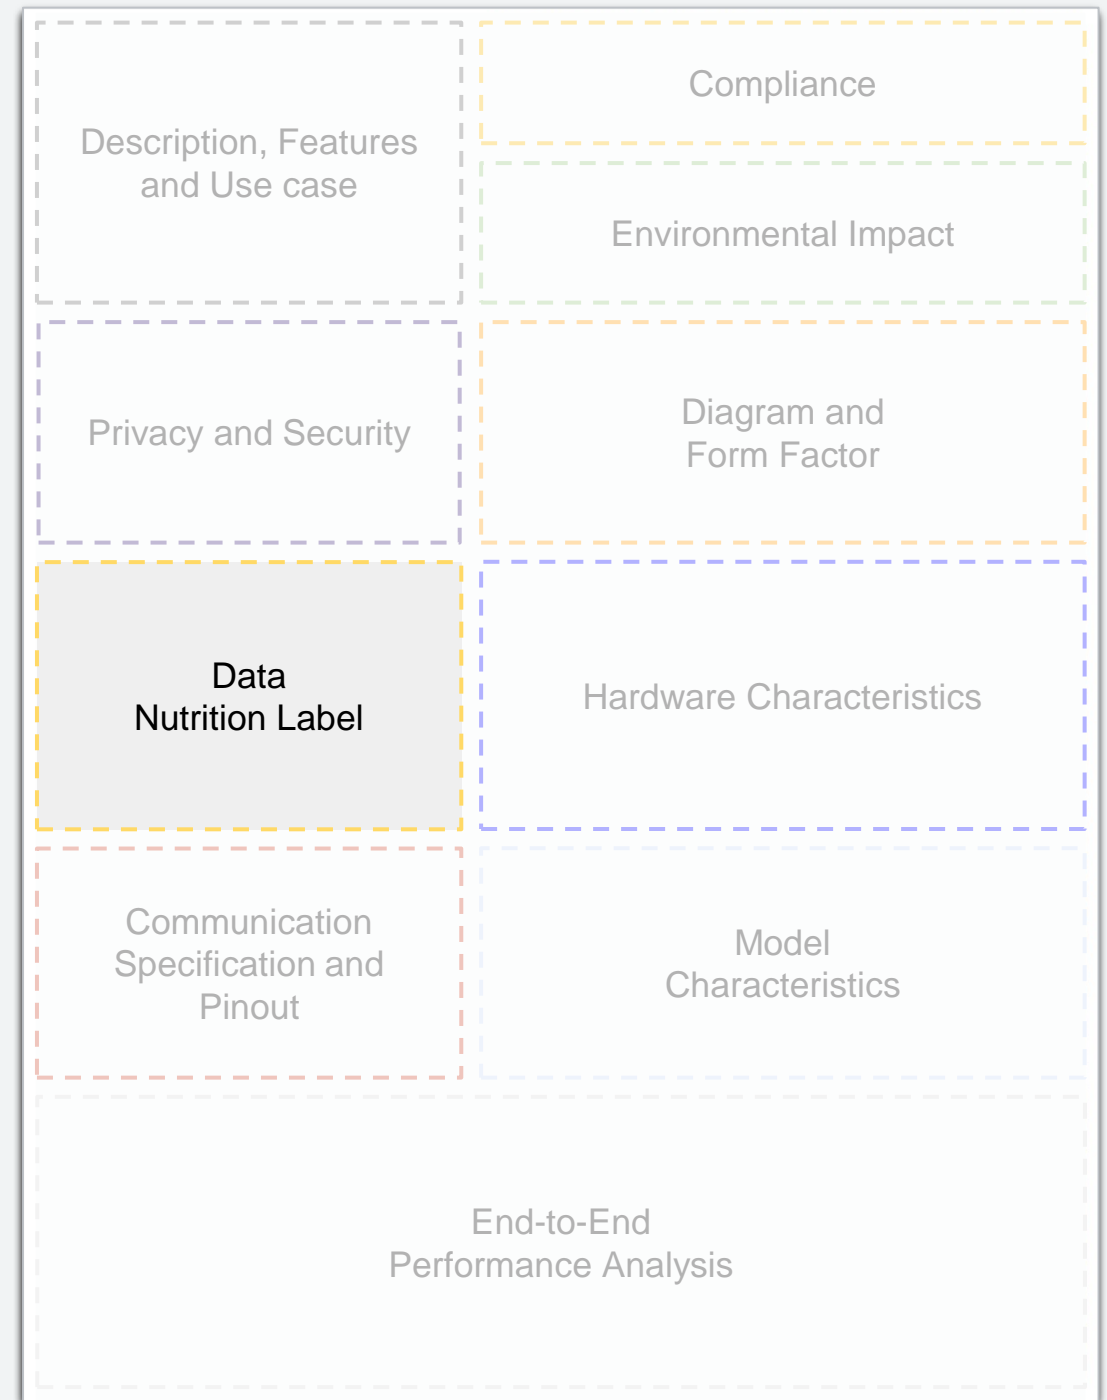 Description, Features
and Use case
Compliance
Environmental Impact
Privacy and Security
Diagram and
Form Factor
Data
Nutrition Label
Hardware Characteristics
Communication
Specification and
Pinout
Model
Characteristics
End-to-End
Performance Analysis